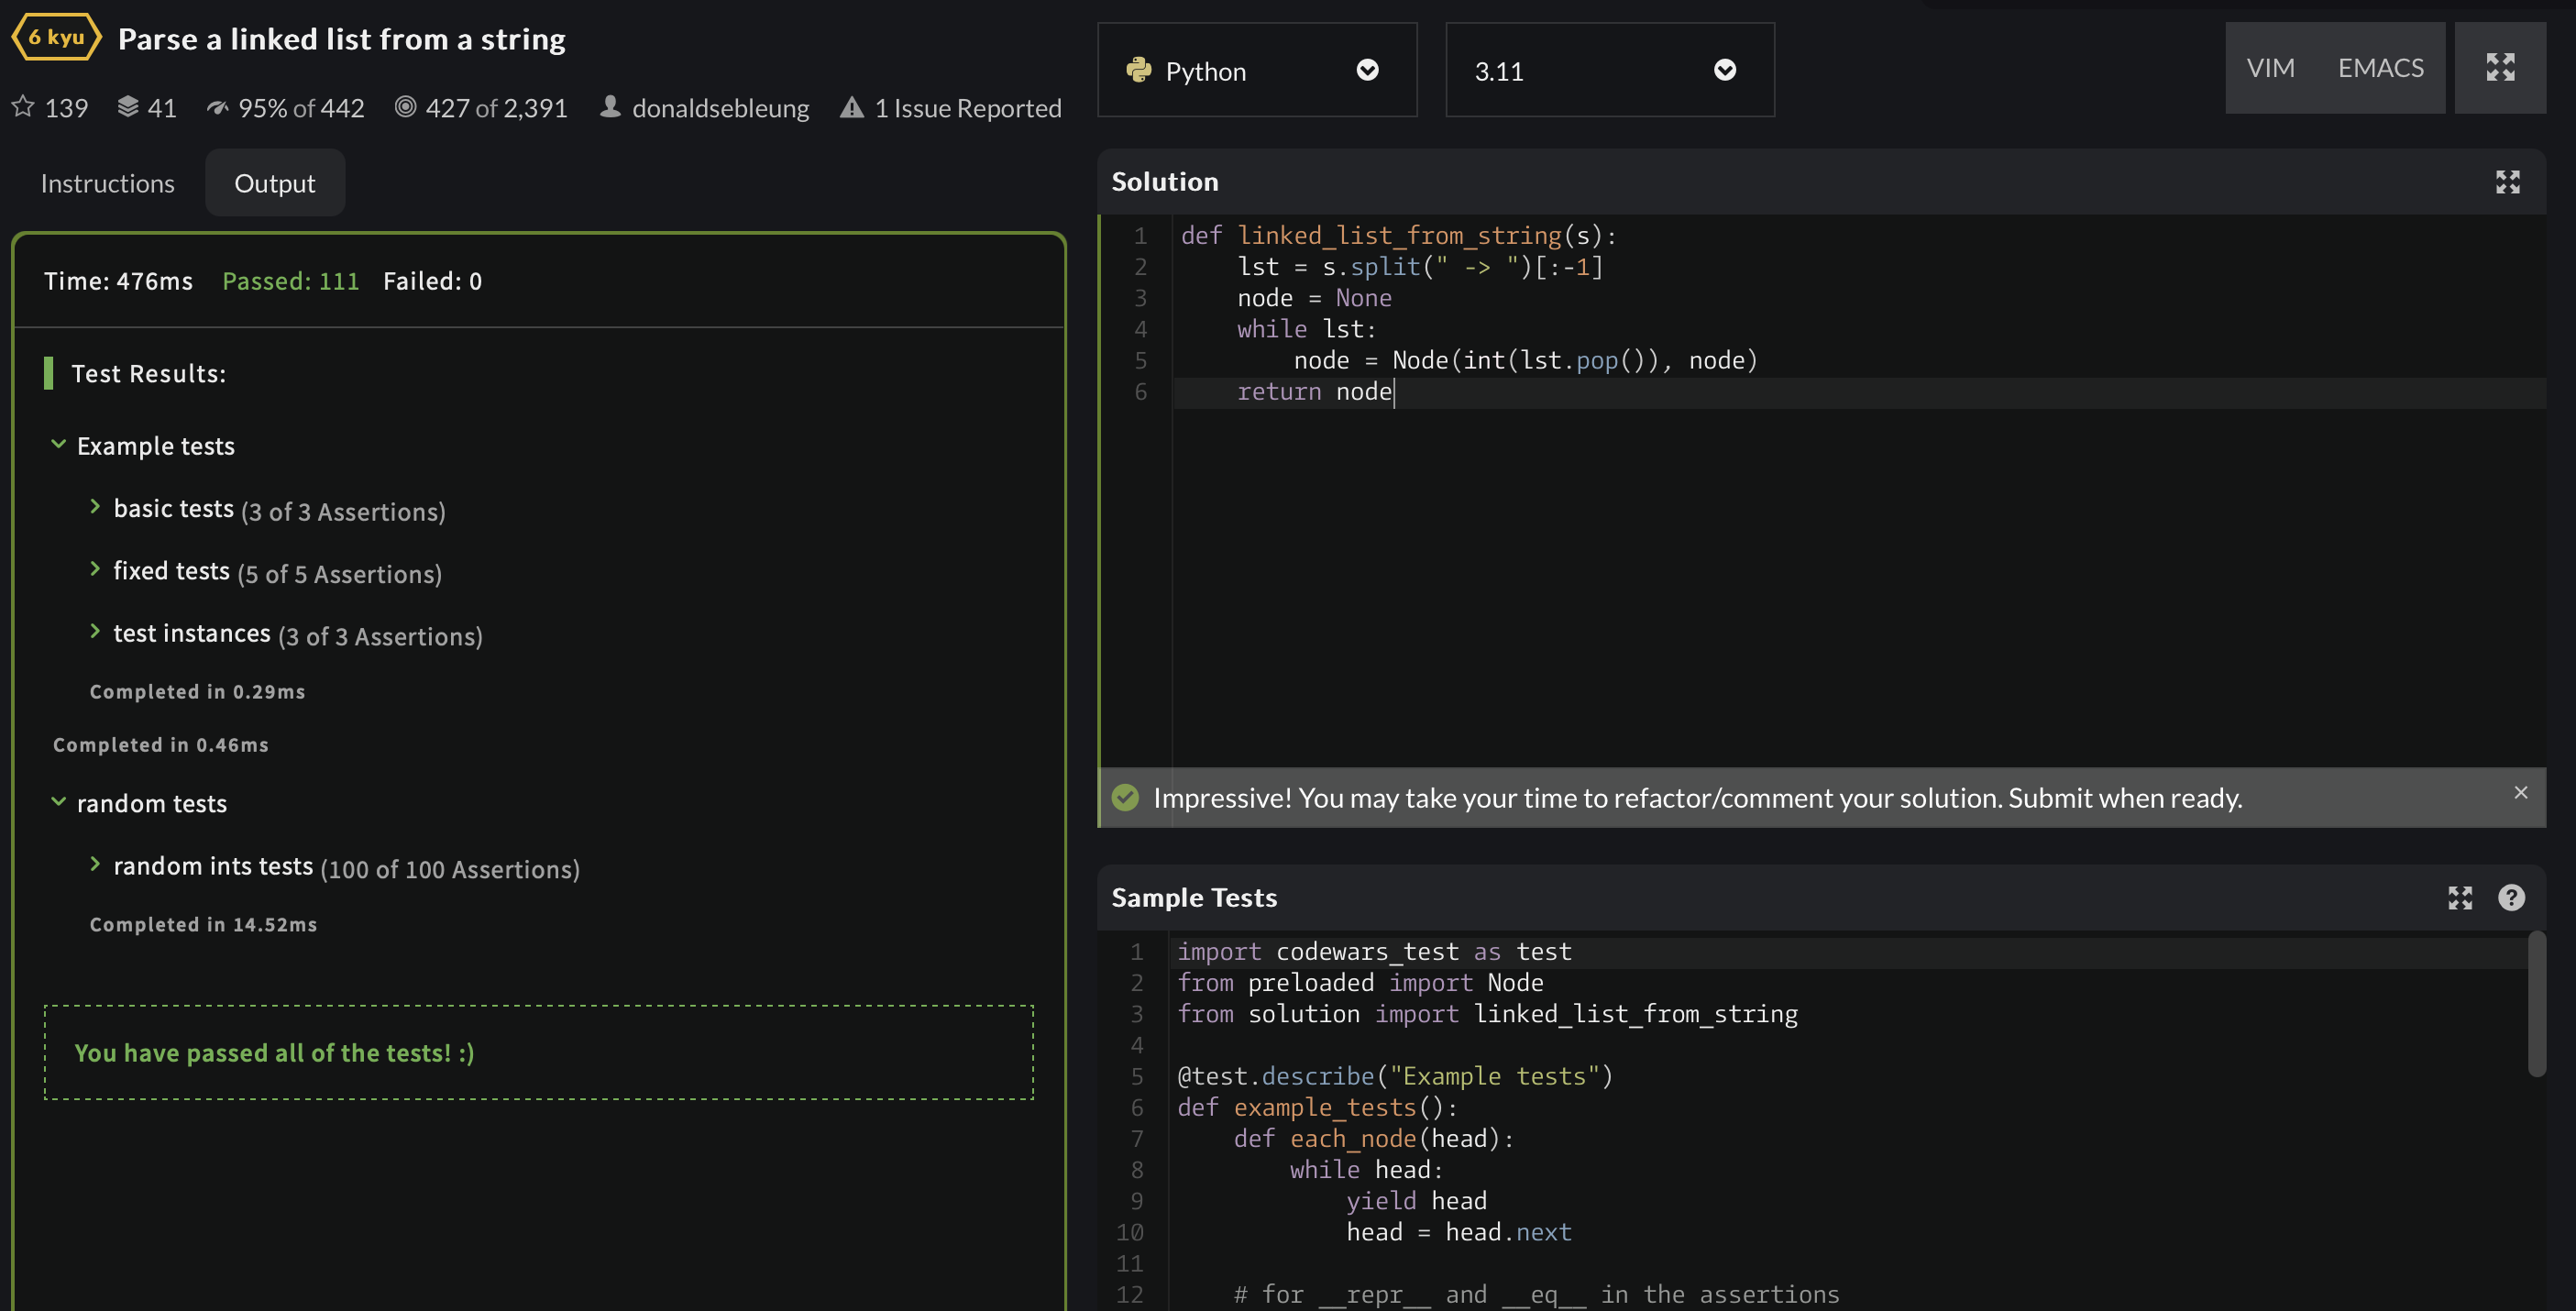 6 kyu Parse a linked list from a string
139 41 95% of 442 427 of 2,391 donaldsebleung 1 Issue Reported
Instructions Output
Time: 476ms Passed: 111 Failed: 0
Test Results:
Example tests
basic tests (3 of 3 Assertions)
fixed tests (5 of 5 Assertions)
test instances (3 of 3 Assertions)
Completed in 0.29ms
Completed in 0.46ms
random tests
random ints tests (100 of 100 Assertions)
Completed in 14.52ms
You have passed all of the tests! :)
Python 3.11 VIM EMACS
Solution
1 def linked_list_from_string(s):
2     lst = s.split(" -> ")[:-1]
3     node = None
4     while lst:
5         node = Node(int(lst.pop()), node)
6     return node
Impressive! You may take your time to refactor/comment your solution. Submit when ready. ×
Sample Tests ?
1 import codewars_test as test
2 from preloaded import Node
3 from solution import linked_list_from_string
4
5 @test.describe("Example tests")
6 def example_tests():
7     def each_node(head):
8         while head:
9             yield head
10             head = head.next
11
12     # for __repr__ and __eq__ in the assertions